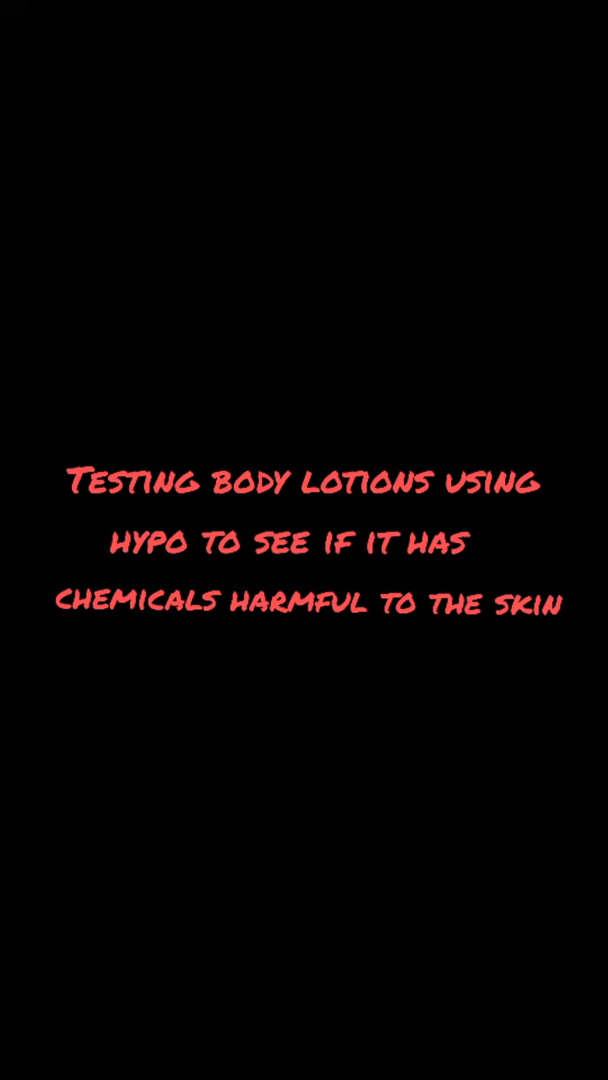 Testing body lotions using
hypo to see if it has
chemicals harmful to the skin